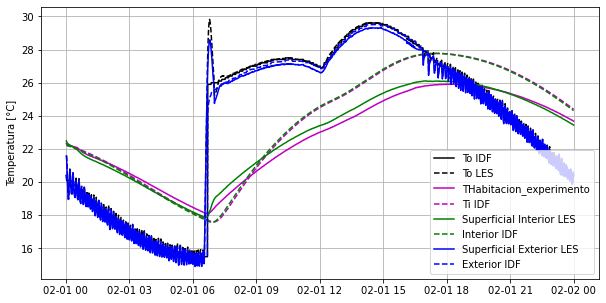 Temperatura [°C]
30
28
26
24
22
20
18
16
02-01 00
02-01 03
02-01 06
02-01 09
02-01 12
02-01 15
02-01 18
02-01 21
02-02 00
To IDF
To LES
THabitacion_experimento
Ti IDF
Superficial Interior LES
Interior IDF
Superficial Exterior LES
Exterior IDF